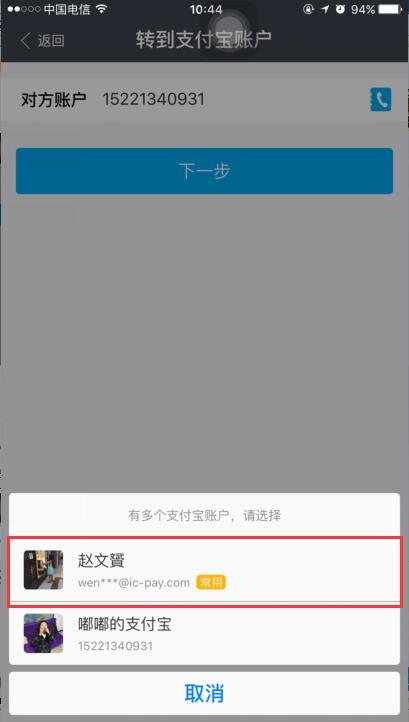 中国电信 10:44 94%
返回 转到支付宝账户
对方账户 15221340931
下一步
有多个支付宝账户，请选择
赵文贇
wen***@ic-pay.com 常用
嘟嘟的支付宝
15221340931
取消